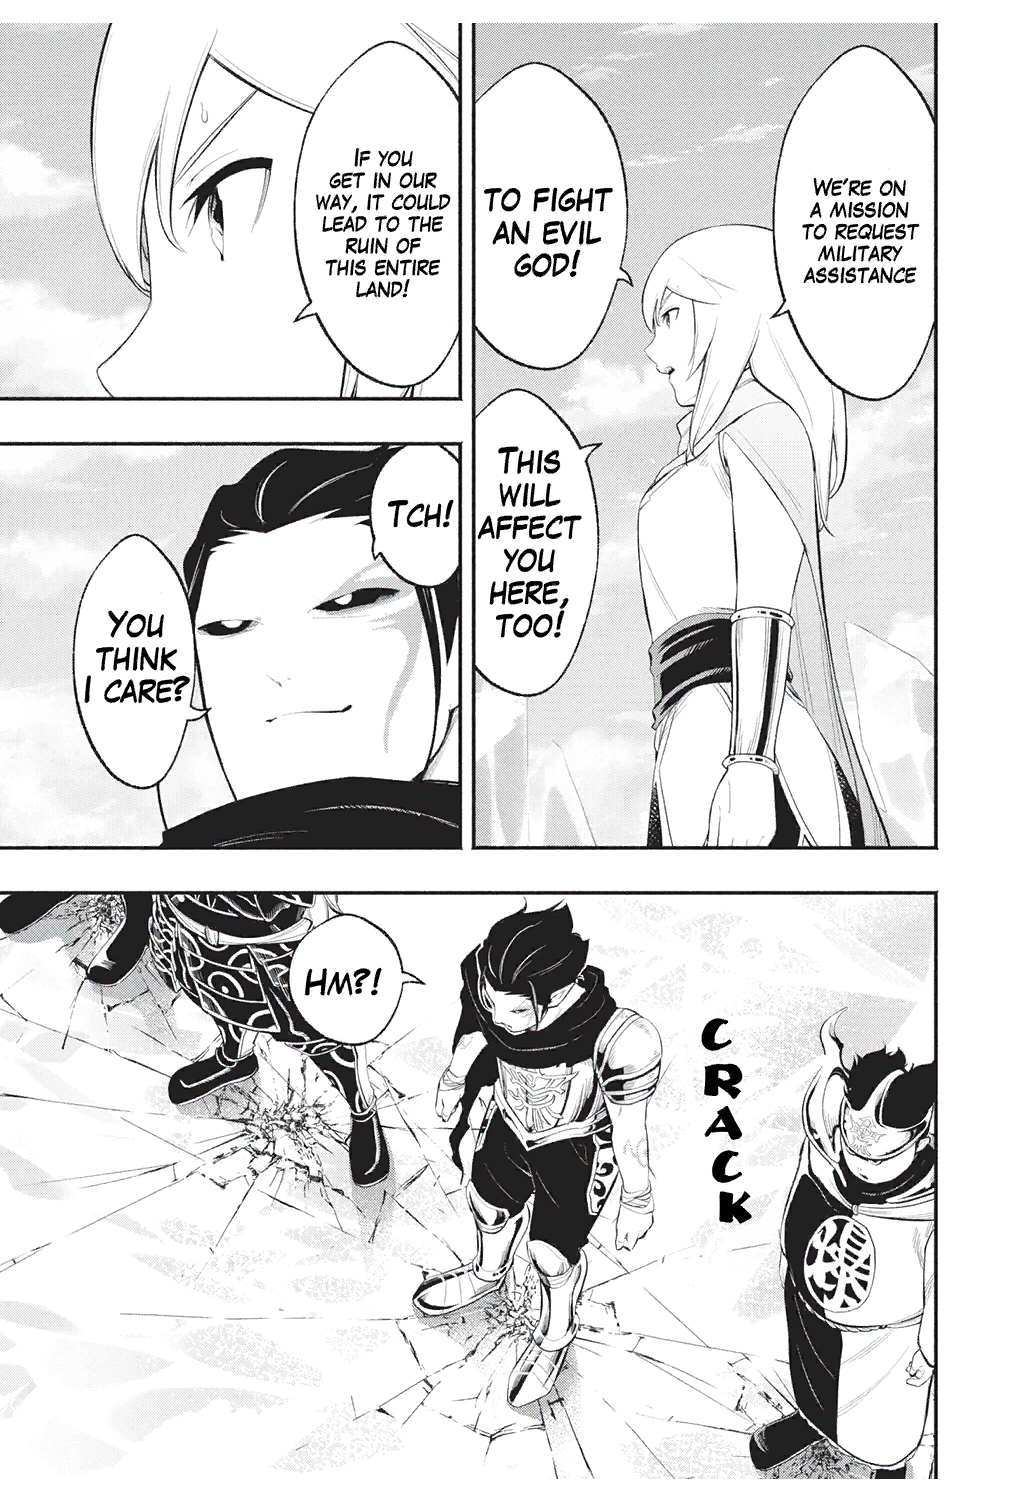 WE'RE ON
A MISSION
TO REQUEST
MILITARY
ASSISTANCE
TO FIGHT
AN EVIL
GOD!
THIS
WILL
AFFECT
YOU
HERE,
TOO!
IF YOU
GET IN OUR
WAY, IT COULD
LEAD TO THE
RUIN OF
THIS ENTIRE
LAND!
TCH!
YOU
THINK
I CARE?
HM?!
CRACK